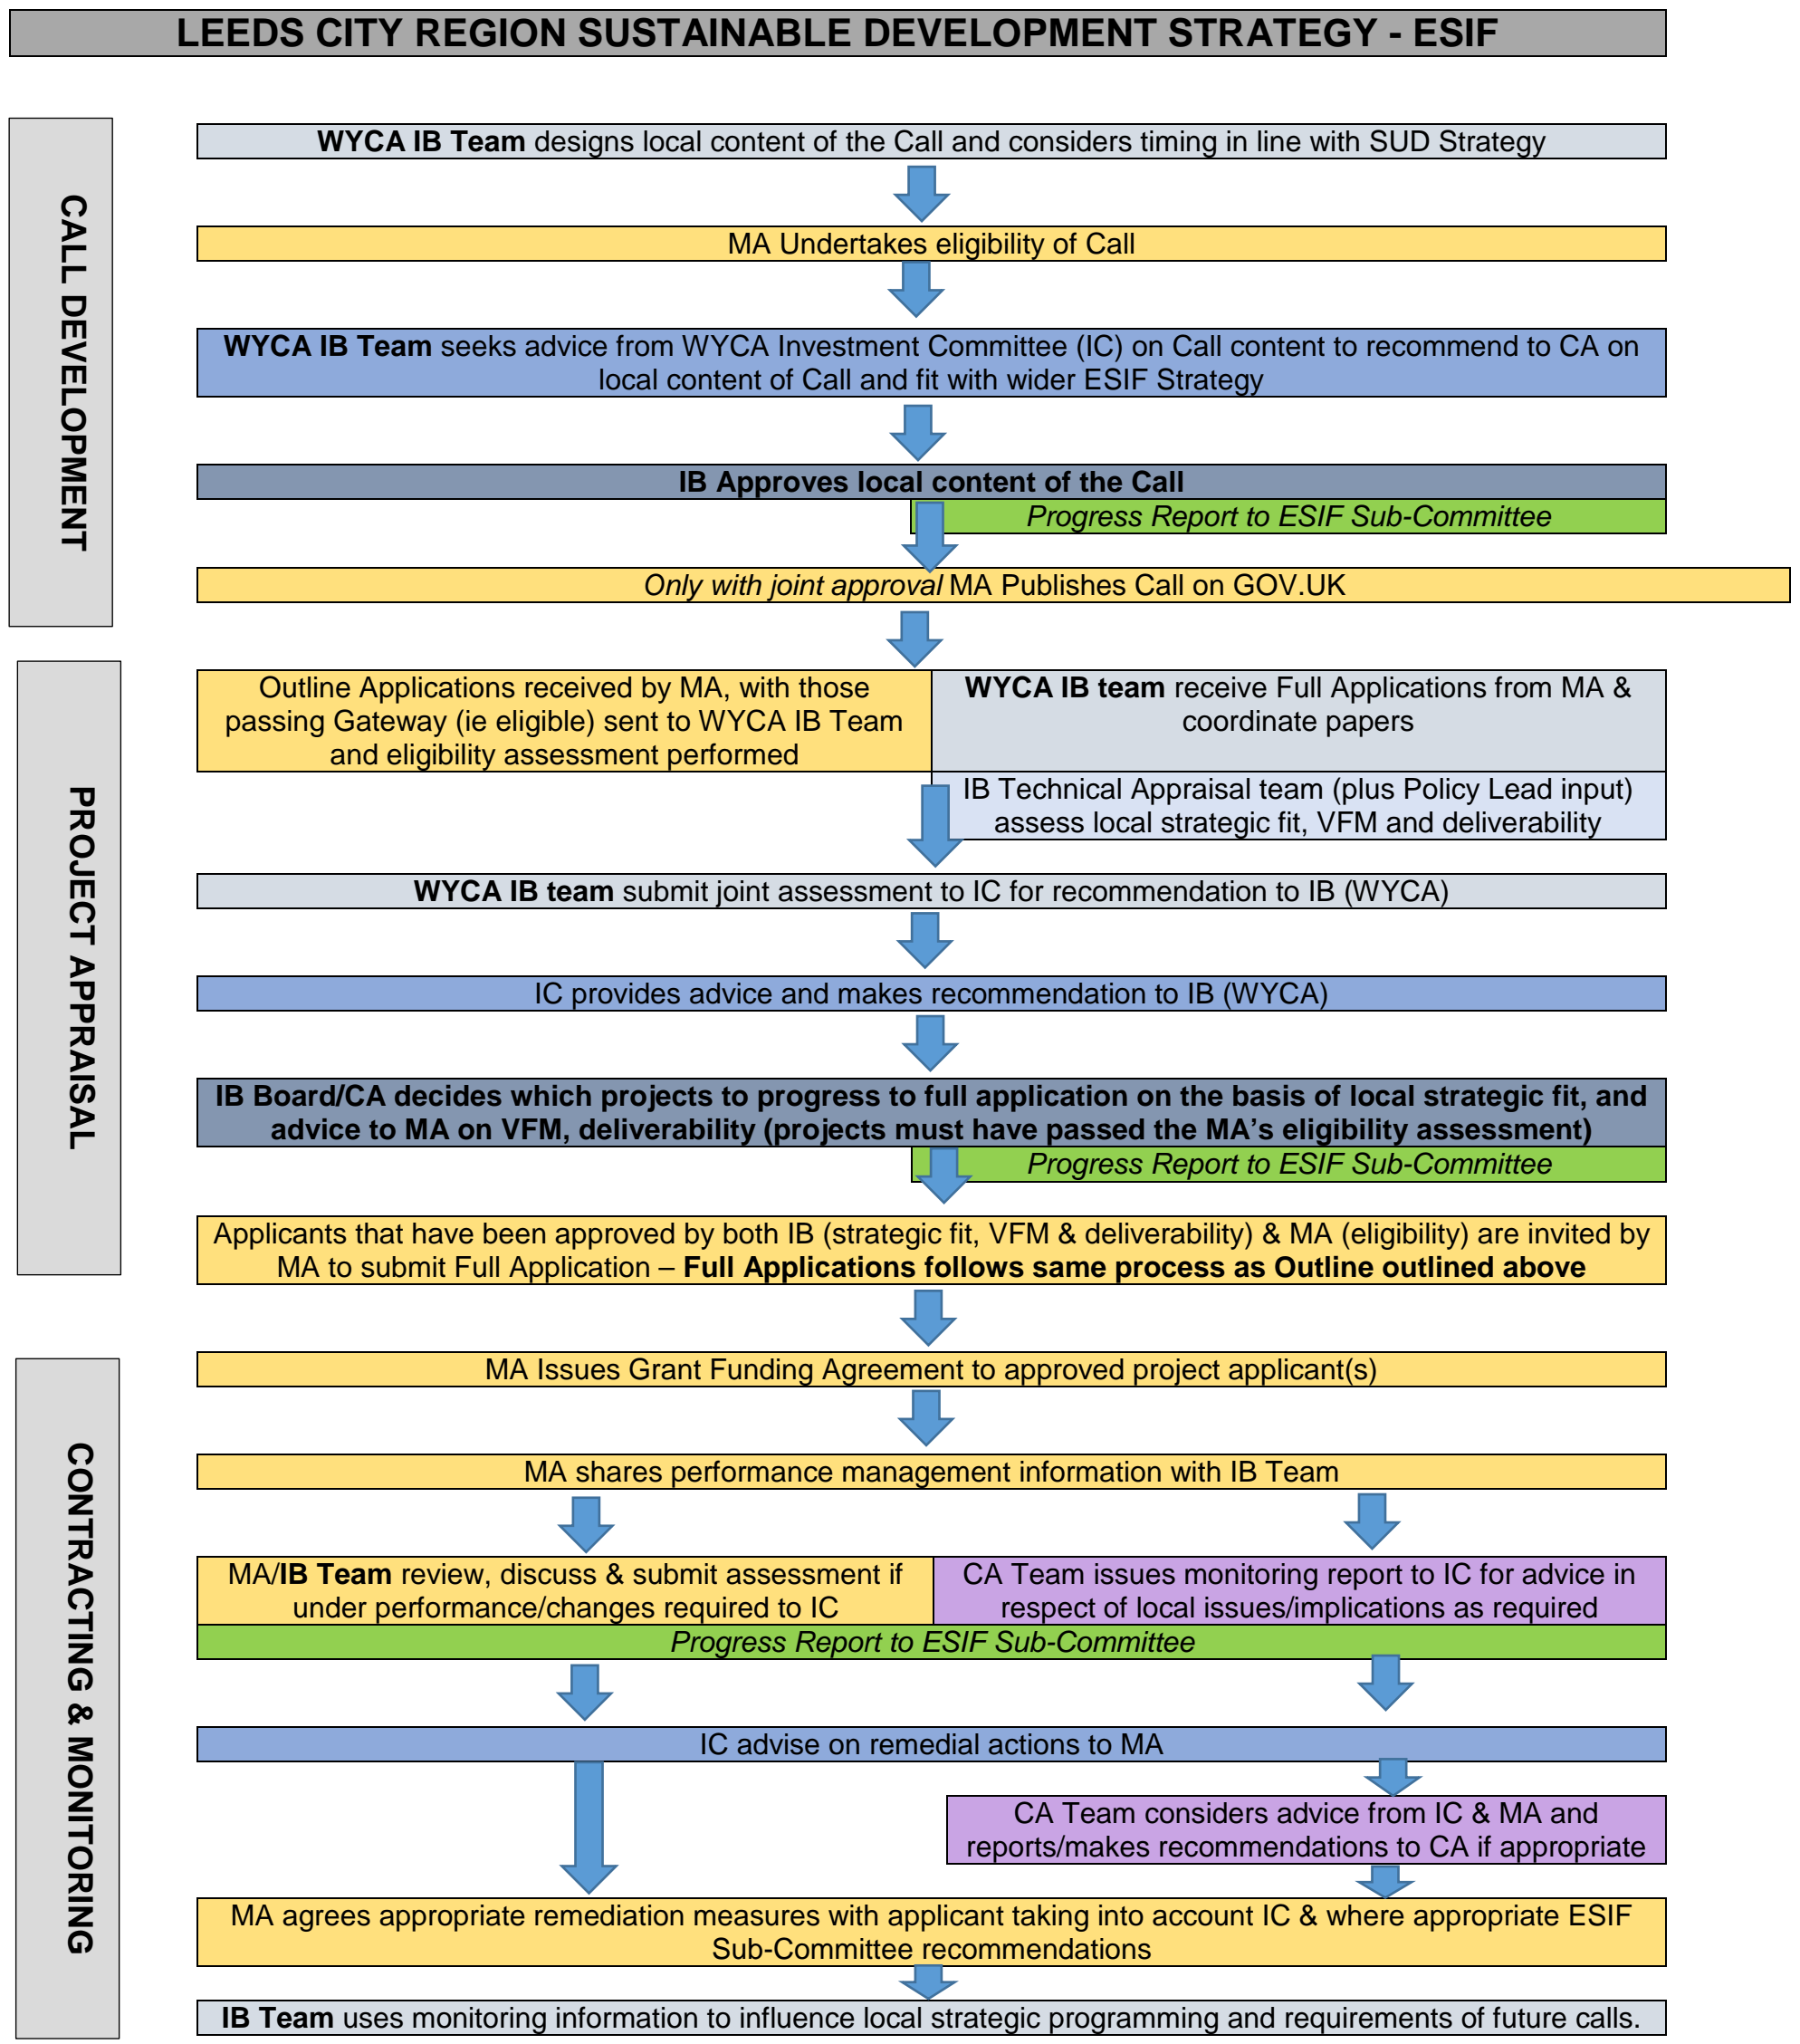 LEEDS CITY REGION SUSTAINABLE DEVELOPMENT STRATEGY - ESIF
CALL DEVELOPMENT
WYCA IB Team designs local content of the Call and considers timing in line with SUD Strategy
MA Undertakes eligibility of Call
WYCA IB Team seeks advice from WYCA Investment Committee (IC) on Call content to recommend to CA on
local content of Call and fit with wider ESIF Strategy
IB Approves local content of the Call
Progress Report to ESIF Sub-Committee
Only with joint approval MA Publishes Call on GOV.UK
PROJECT APPRAISAL
Outline Applications received by MA, with those
passing Gateway (ie eligible) sent to WYCA IB Team
and eligibility assessment performed
WYCA IB team receive Full Applications from MA &
coordinate papers
IB Technical Appraisal team (plus Policy Lead input)
assess local strategic fit, VFM and deliverability
WYCA IB team submit joint assessment to IC for recommendation to IB (WYCA)
IC provides advice and makes recommendation to IB (WYCA)
IB Board/CA decides which projects to progress to full application on the basis of local strategic fit, and
advice to MA on VFM, deliverability (projects must have passed the MA’s eligibility assessment)
Progress Report to ESIF Sub-Committee
Applicants that have been approved by both IB (strategic fit, VFM & deliverability) & MA (eligibility) are invited by
MA to submit Full Application – Full Applications follows same process as Outline outlined above
CONTRACTING & MONITORING
MA Issues Grant Funding Agreement to approved project applicant(s)
MA shares performance management information with IB Team
MA/IB Team review, discuss & submit assessment if
under performance/changes required to IC
CA Team issues monitoring report to IC for advice in
respect of local issues/implications as required
Progress Report to ESIF Sub-Committee
IC advise on remedial actions to MA
CA Team considers advice from IC & MA and
reports/makes recommendations to CA if appropriate
MA agrees appropriate remediation measures with applicant taking into account IC & where appropriate ESIF
Sub-Committee recommendations
IB Team uses monitoring information to influence local strategic programming and requirements of future calls.